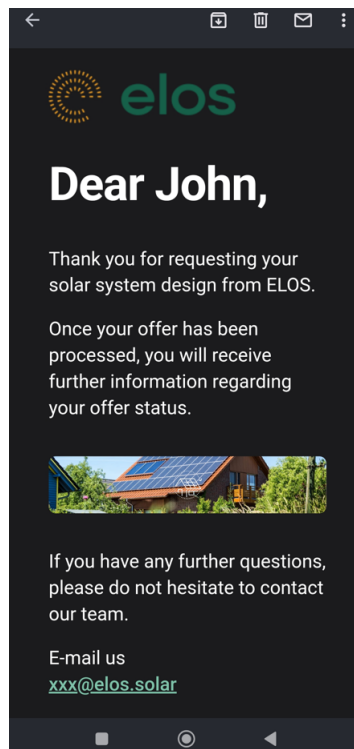 elos
Dear John,
Thank you for requesting your
solar system design from ELOS.
Once your offer has been
processed, you will receive
further information regarding
your offer status.
If you have any further questions,
please do not hesitate to contact
our team.
E-mail us
xxx@elos.solar